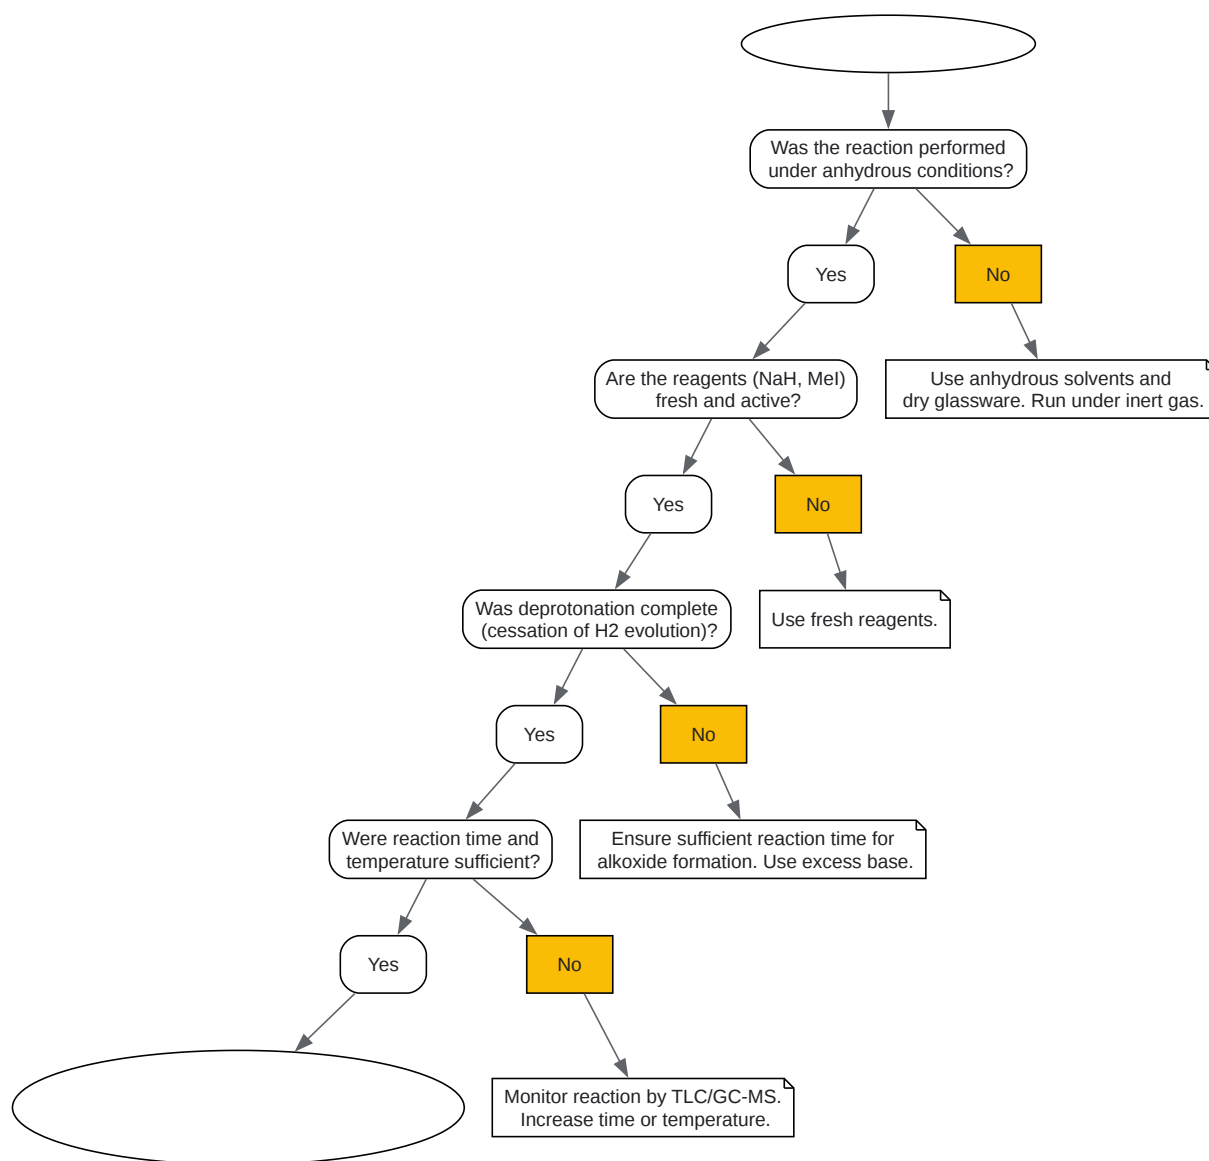 Was the reaction performed
under anhydrous conditions?
Yes
No
Are the reagents (NaH, MeI)
fresh and active?
Use anhydrous solvents and
dry glassware. Run under inert gas.
Yes
No
Was deprotonation complete
(cessation of H2 evolution)?
Use fresh reagents.
Yes
No
Were reaction time and
temperature sufficient?
Ensure sufficient reaction time for
alkoxide formation. Use excess base.
Yes
No
Monitor reaction by TLC/GC-MS.
Increase time or temperature.